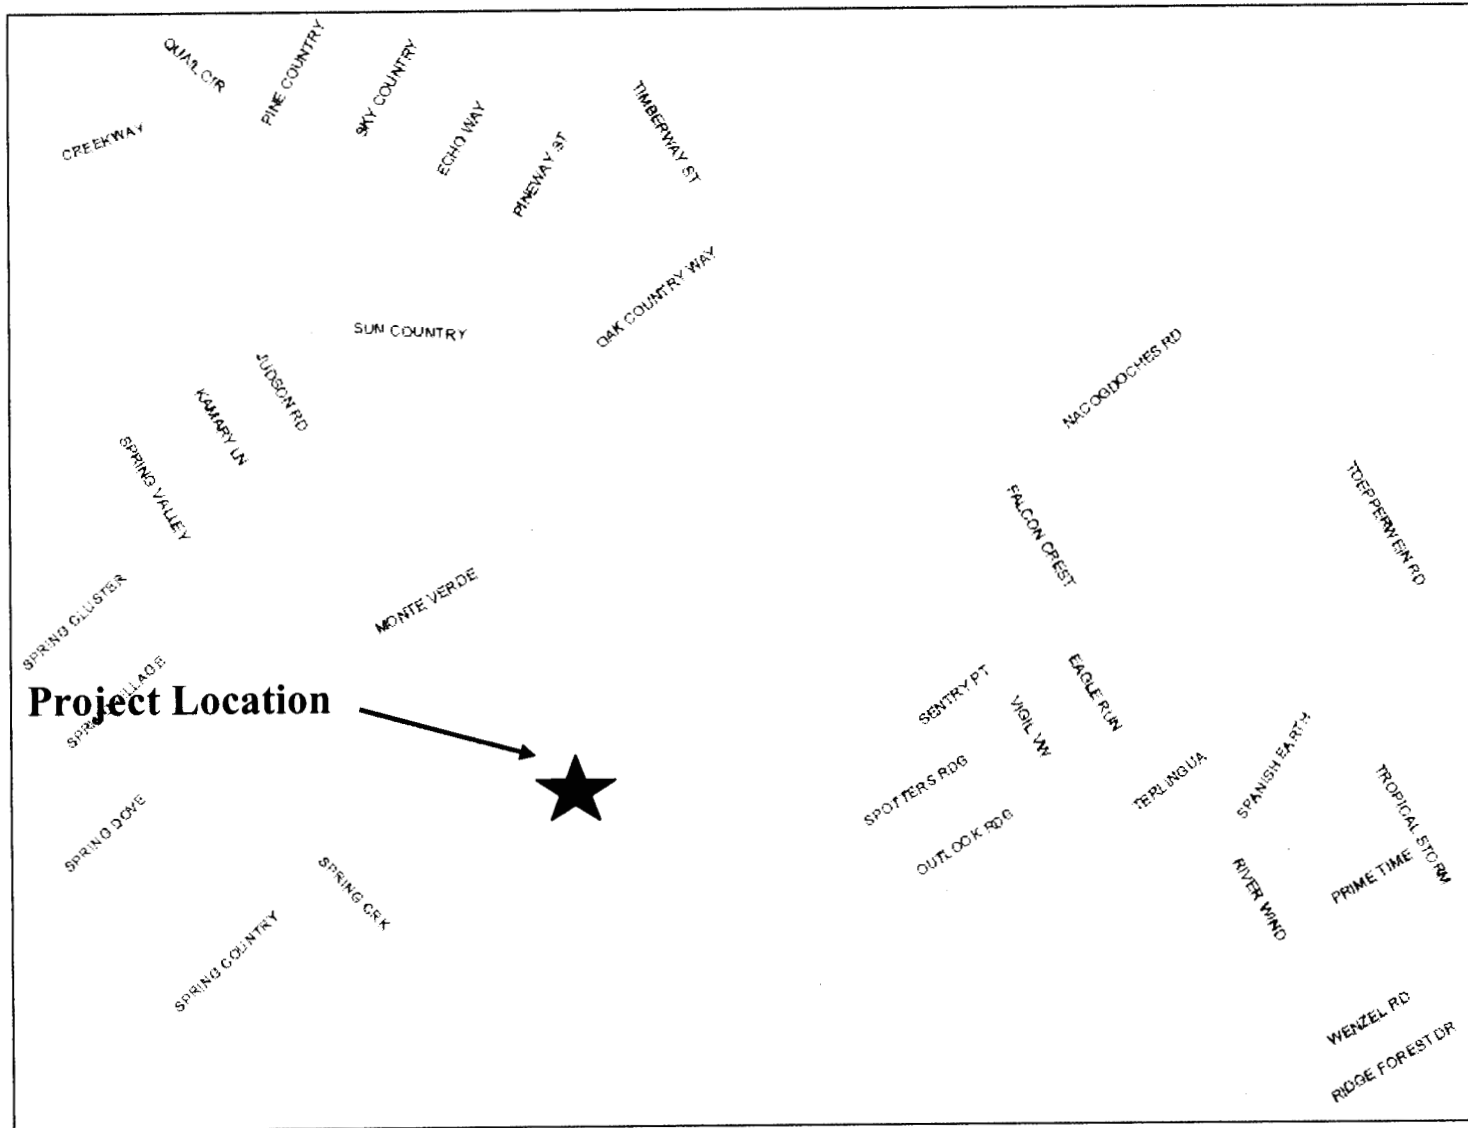 QUAIL CIR
PINE COUNTRY
SKY COUNTRY
CREEKWAY
ECHO WAY
PINEWAY ST
TIMBERWAY ST
OAK COUNTRY WAY
SUN COUNTRY
JUDSON RD
KAMARY LN
SPRING VALLEY
NACOGDOCHES RD
TOEPPERWEIN RD
FALCON CREST
SPRING CLUSTER
MONTE VERDE
Project Location
SENTRY PT
VIGIL VW
EAGLE RUN
SPOTTERS RDG
OUTLOOK RDG
TERLINGUA
SPANISH EARTH
TROPICAL STORM
SPRING DOVE
SPRING CRK
SPRING COUNTRY
RIVER WIND
PRIME TIME
WENZEL RD
RIDGE FOREST DR